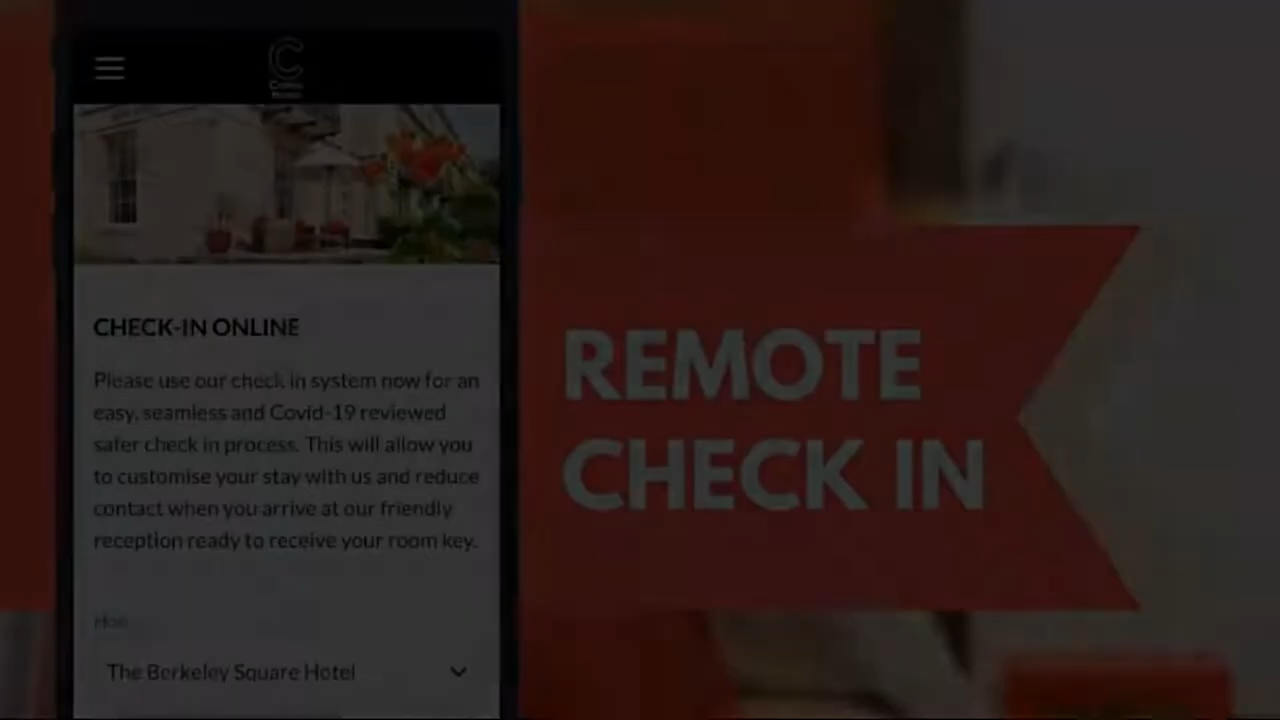 CHECK-IN ONLINE
Please use our check in system now for an
easy, seamless and Covid-19 reviewed
safer check in process. This will allow you
to customise your stay with us and reduce
contact when you arrive at our friendly
reception ready to receive your room key.
The Berkeley Square Hotel
REMOTE
CHECK IN